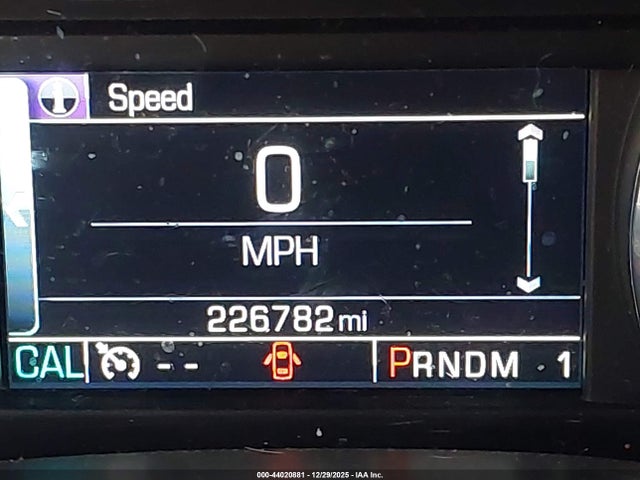 Speed
0
MPH
226782 mi
CAL -- PRNDM 1
000-44020881 - 12/29/2025 - IAA Inc.